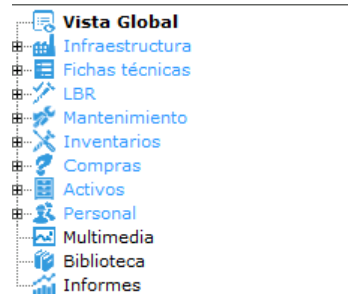 Vista Global
Infraestructura
Fichas técnicas
LBR
Mantenimiento
Inventarios
Compras
Activos
Personal
Multimedia
Biblioteca
Informes